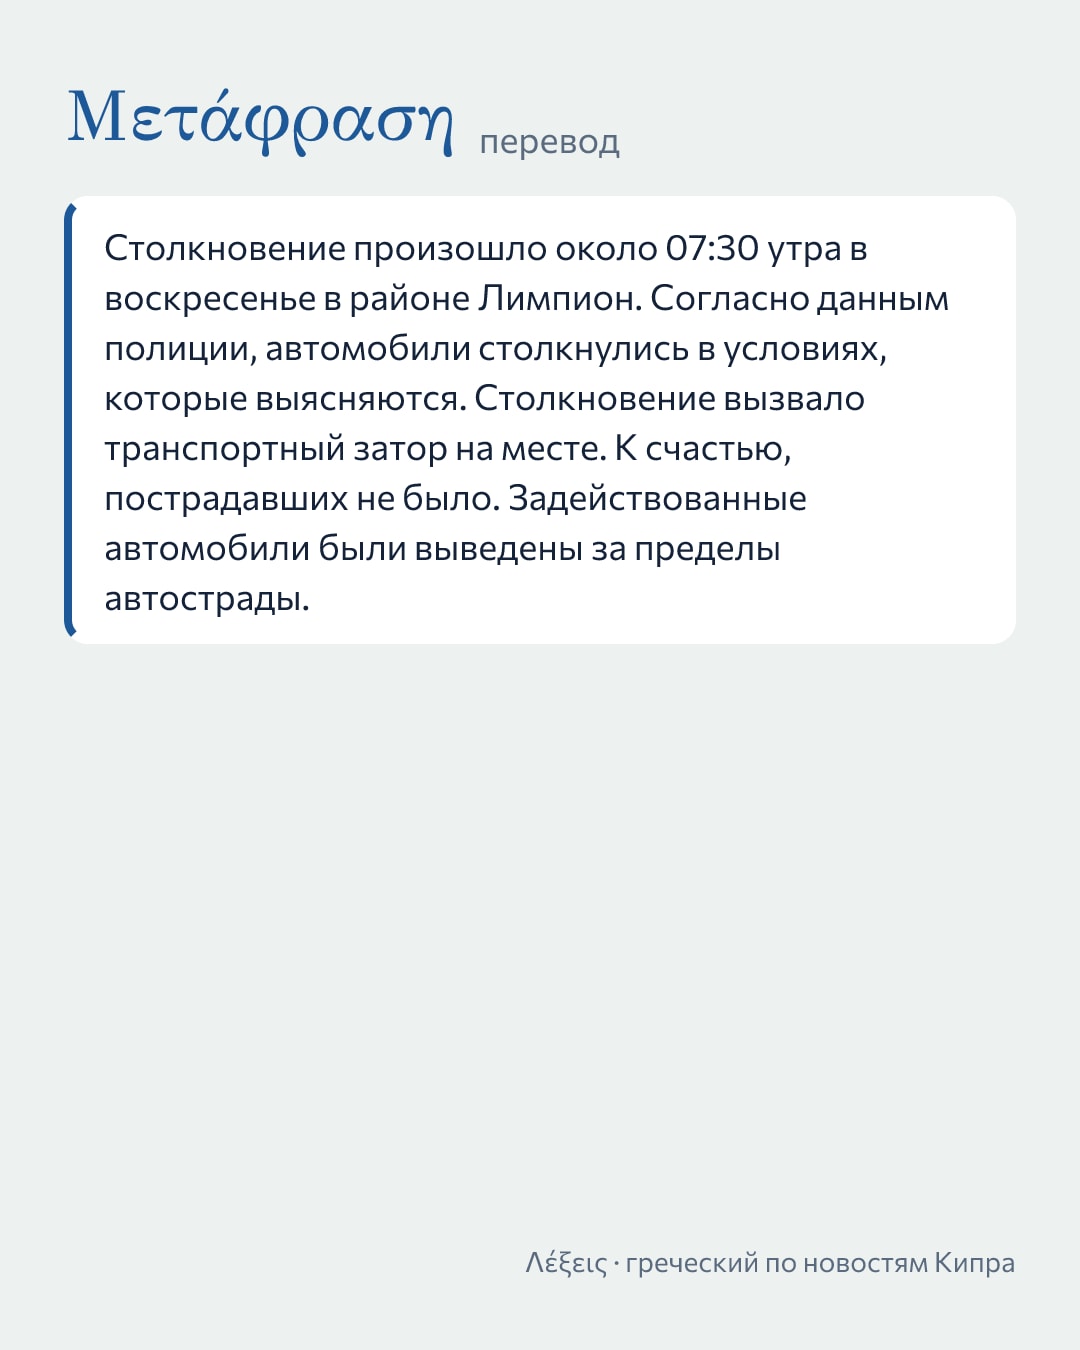 Μετάφραση перевод
Столкновение произошло около 07:30 утра в
воскресенье в районе Лимпион. Согласно данным
полиции, автомобили столкнулись в условиях,
которые выясняются. Столкновение вызвало
транспортный затор на месте. К счастью,
пострадавших не было. Задействованные
автомобили были выведены за пределы
автострады.
Λέξεις · греческий по новостям Кипра